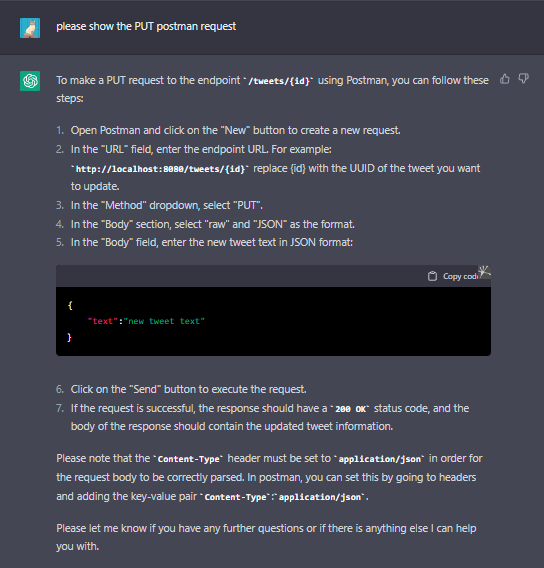 please show the PUT postman request
To make a PUT request to the endpoint `/tweets/{id}` using Postman, you can follow these
steps:
1. Open Postman and click on the "New" button to create a new request.
2. In the "URL" field, enter the endpoint URL. For example:
`http://localhost:8080/tweets/{id}` replace {id} with the UUID of the tweet you want
to update.
3. In the "Method" dropdown, select "PUT".
4. In the "Body" section, select "raw" and "JSON" as the format.
5. In the "Body" field, enter the new tweet text in JSON format:
Copy code
{
"text":"new tweet text"
}
6. Click on the "Send" button to execute the request.
7. If the request is successful, the response should have a `200 OK` status code, and the
body of the response should contain the updated tweet information.
Please note that the `Content-Type` header must be set to `application/json` in order for
the request body to be correctly parsed. In postman, you can set this by going to headers
and adding the key-value pair `Content-Type`:`application/json`.
Please let me know if you have any further questions or if there is anything else I can help
you with.